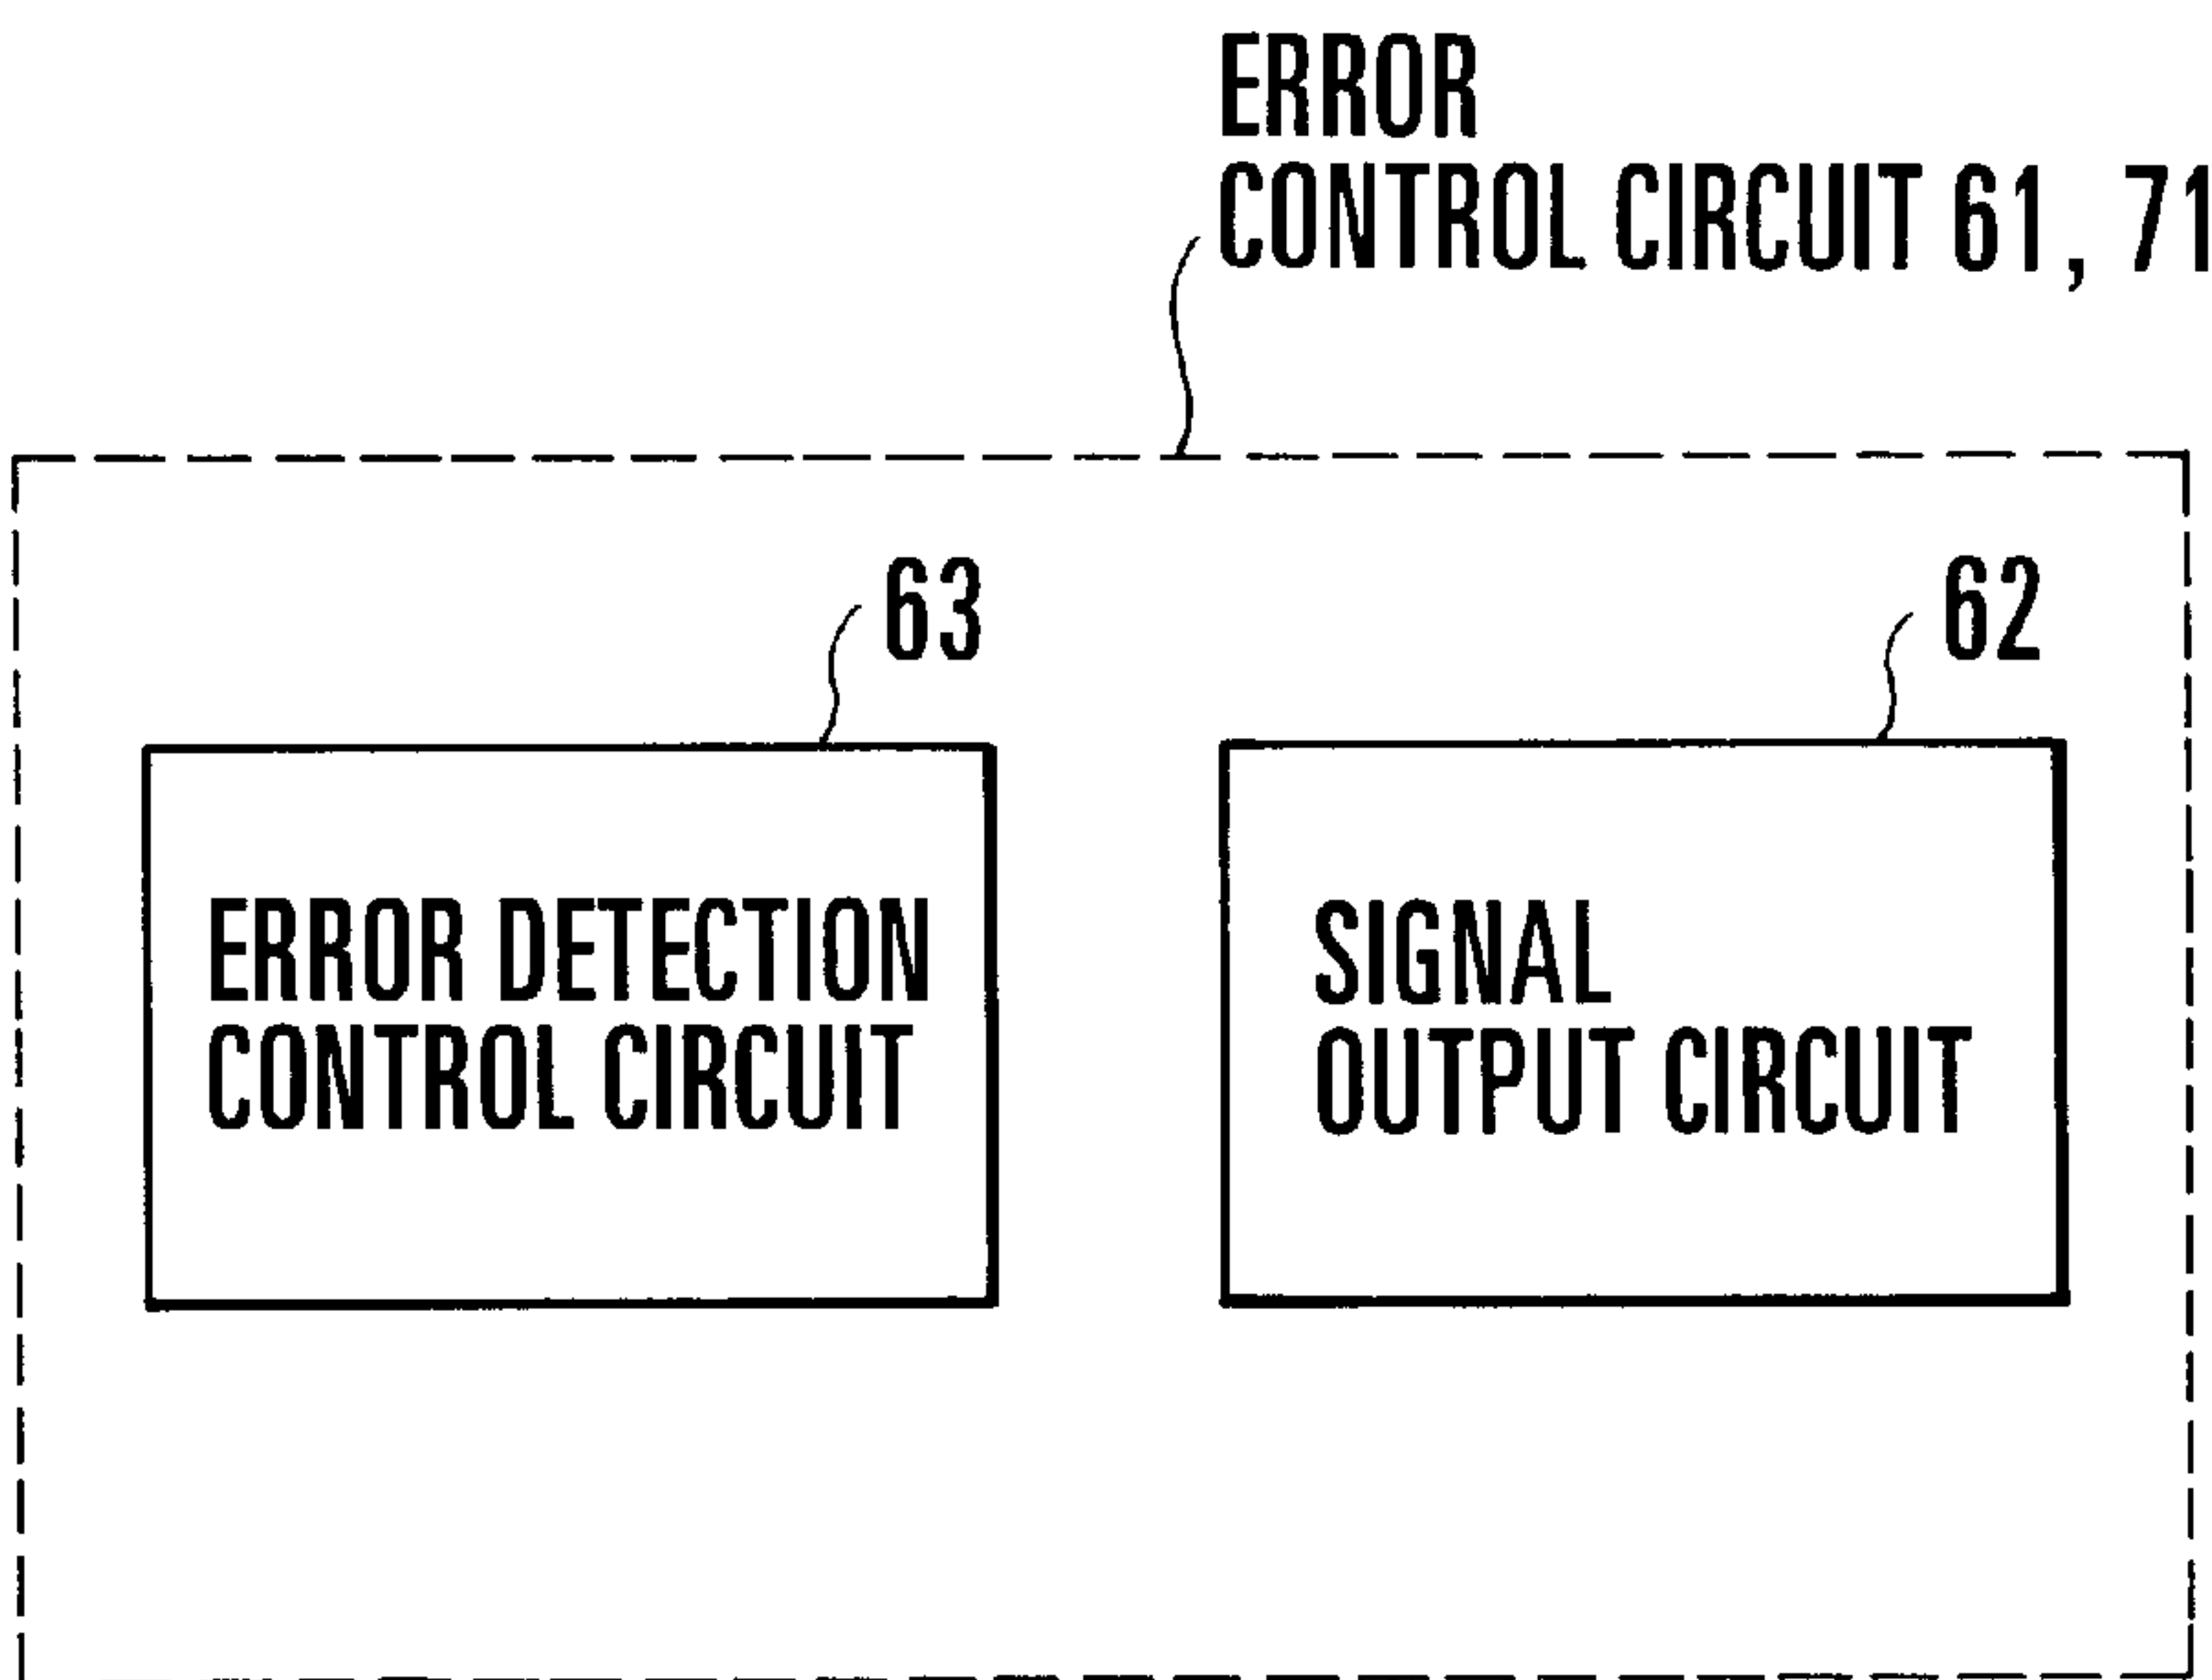 ERROR
CONTROL CIRCUIT 61, 71
63
62
ERROR DETECTION
CONTROL CIRCUIT
SIGNAL
OUTPUT CIRCUIT